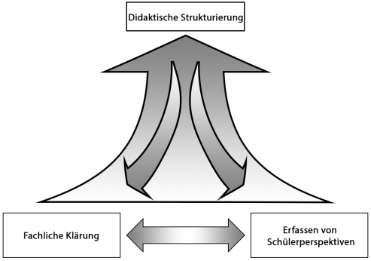 Didaktische Strukturierung
Fachliche Klärung
Erfassen von
Schülerperspektiven